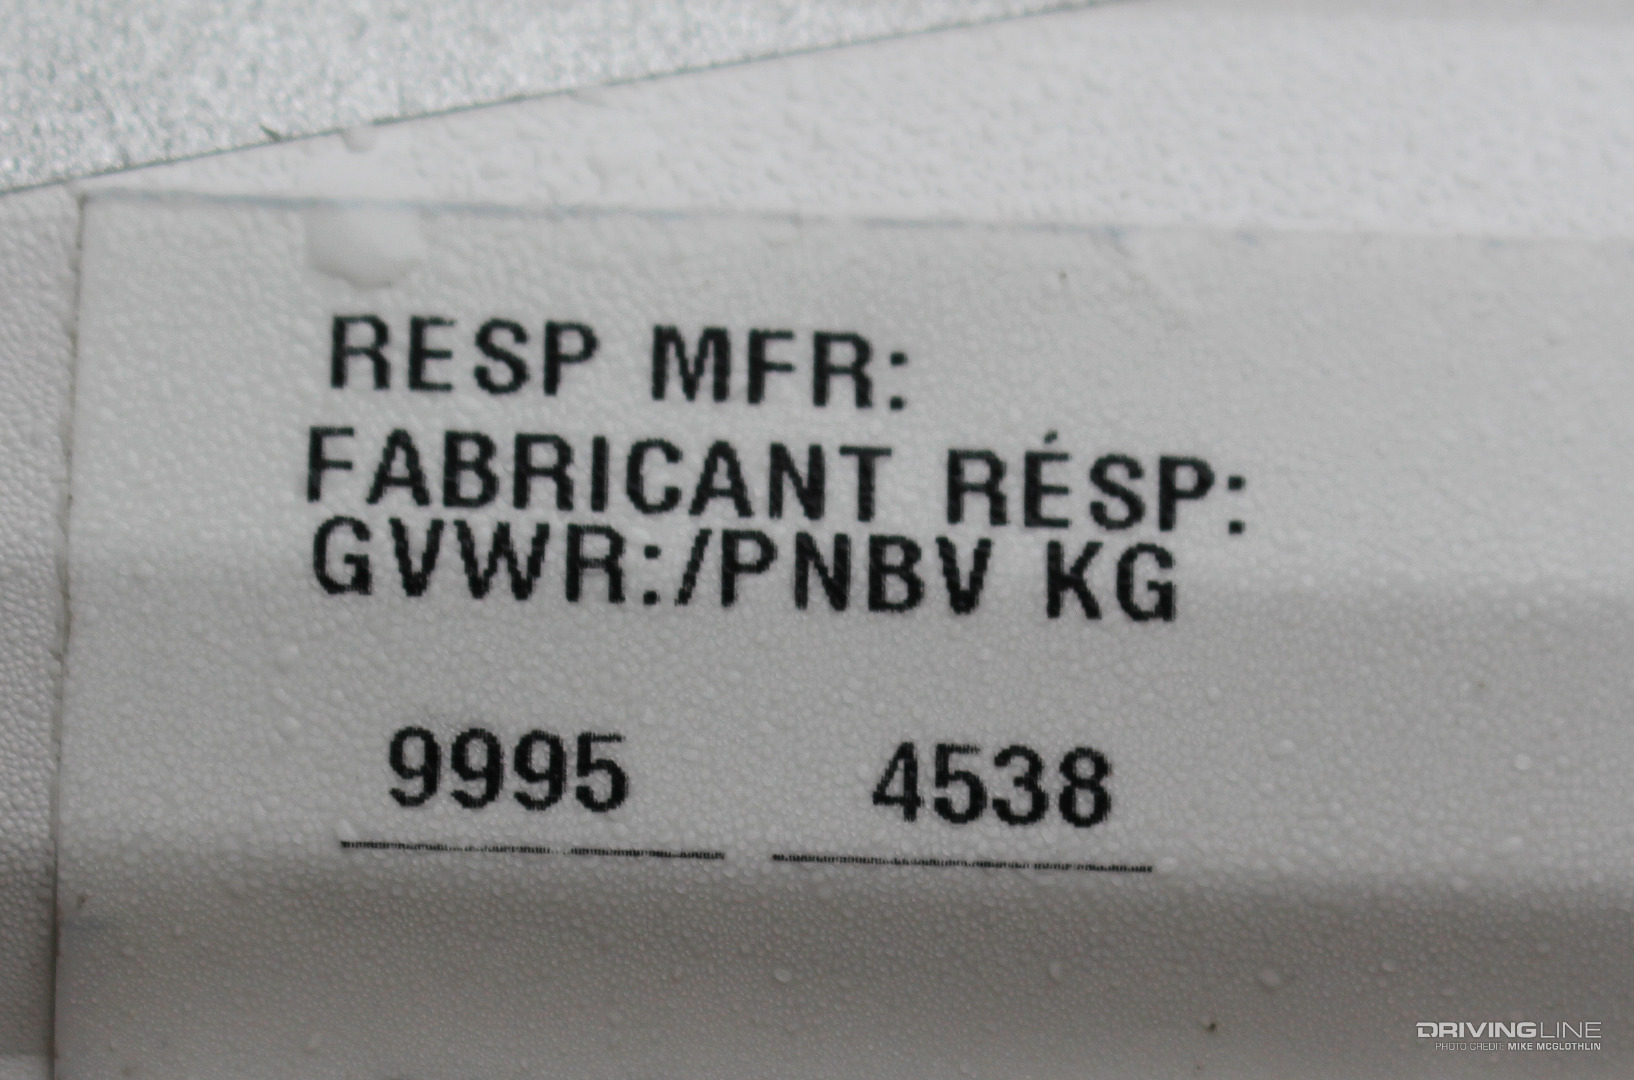 RESP MFR:
FABRICANT RÉSP:
GVWR:/PNBV KG
9995 4538
DRIVINGLINE
PHOTO CREDIT: MIKE MCGLOTHLIN